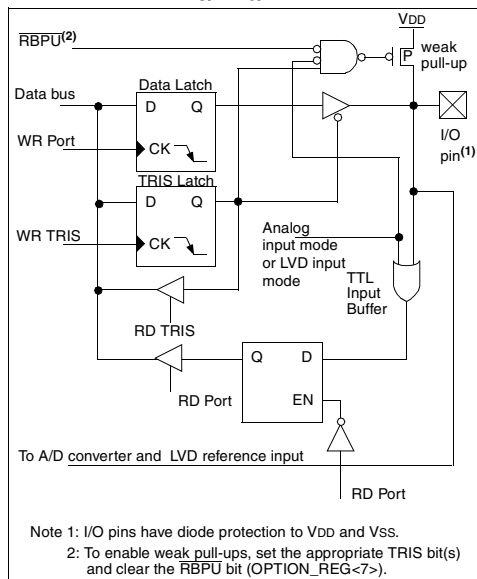 VDD
RBPU(2)
P
weak
pull-up
Data bus
Data Latch
D
Q
WR Port
CK
I/O
pin(1)
TRIS Latch
D
Q
WR TRIS
CK
Analog
input mode
or LVD input
mode
TTL
Input
Buffer
RD TRIS
Q
D
RD Port
EN
To A/D converter and LVD reference input
RD Port
Note 1: I/O pins have diode protection to VDD and VSS.
2: To enable weak pull-ups, set the appropriate TRIS bit(s)
and clear the RBPU bit (OPTION_REG<7>).